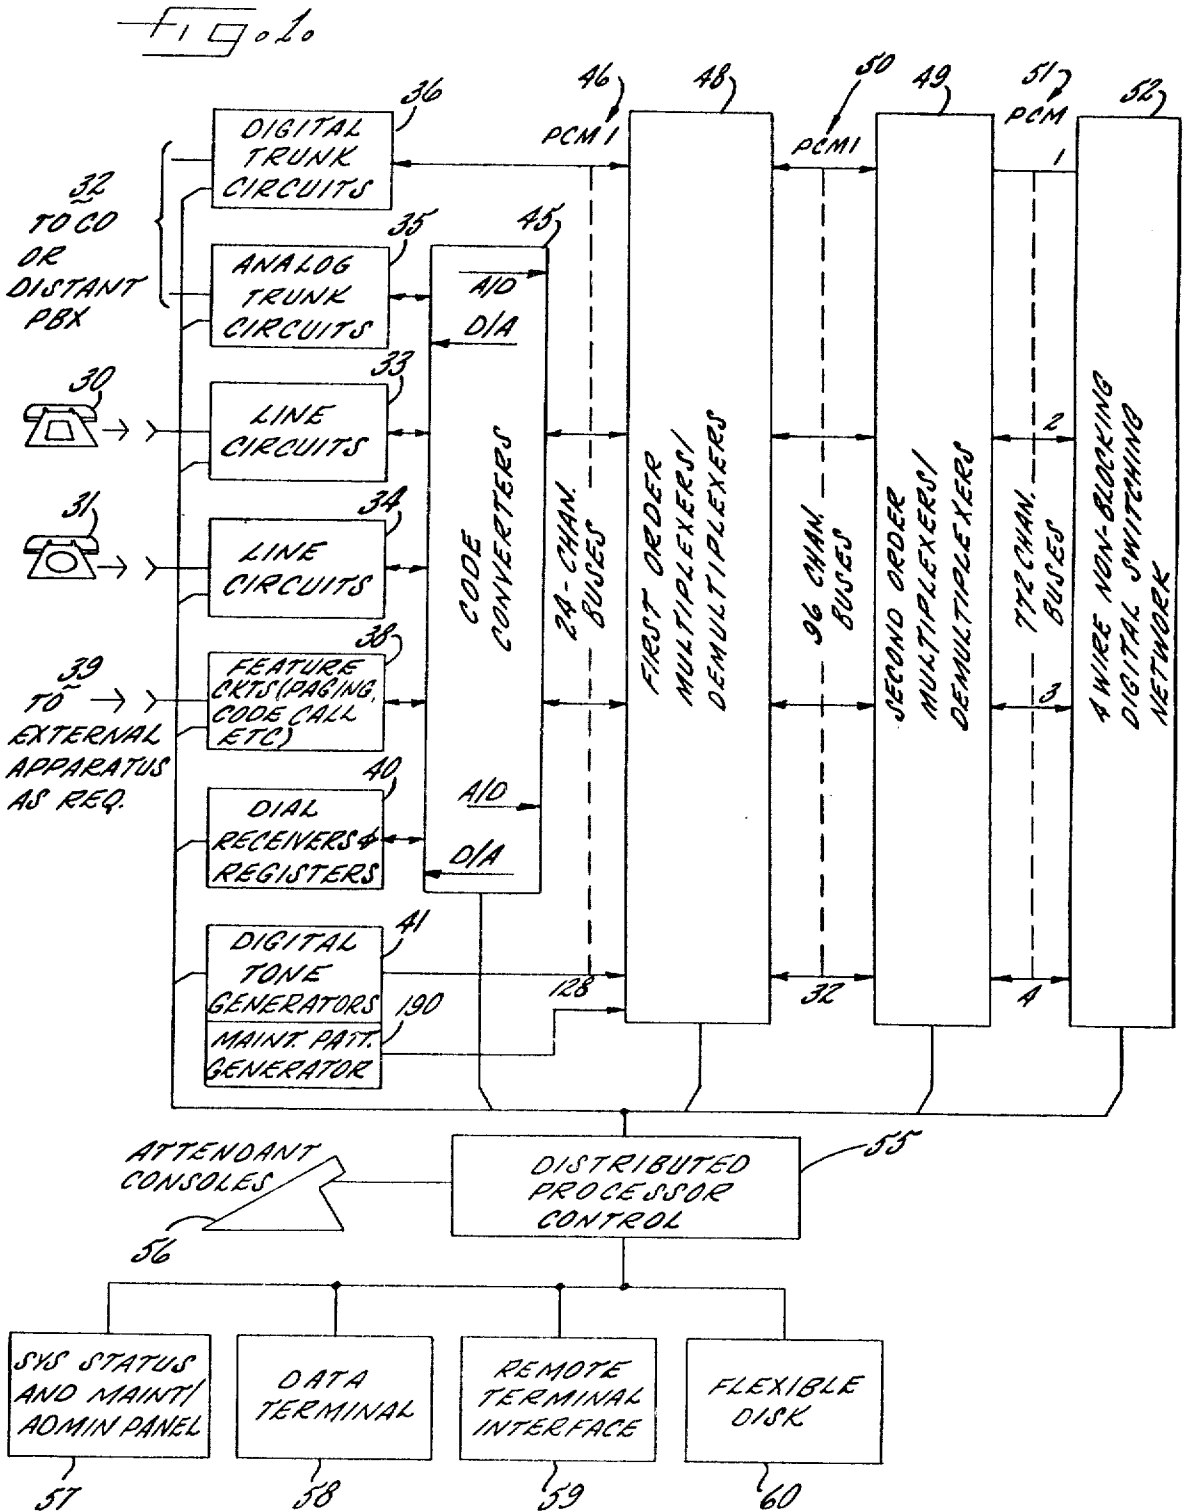 Fig. 1.
36
46
48
50
49
51
52
DIGITAL
TRUNK
CIRCUITS
PCM 1
PCM1
PCM
1
32
TO CO
OR
DISTANT
PBX
35
45
ANALOG
TRUNK
CIRCUITS
A/D
D/A
30
33
LINE
CIRCUITS
31
34
LINE
CIRCUITS
CODE
CONVERTERS
24-CHAN.
BUSES
FIRST ORDER
MULTIPLEXERS/
DEMULTIPLEXERS
96 CHAN.
BUSES
SECOND ORDER
MULTIPLEXERS/
DEMULTIPLEXERS
2
772 CHAN.
BUSES
3
4 WIRE NON-BLOCKING
DIGITAL SWITCHING
NETWORK
39
TO
EXTERNAL
APPARATUS
AS REQ.
38
FEATURE
CKTS (PAGING,
CODE CALL
ETC)
40
DIAL
RECEIVERS &
REGISTERS
A/D
D/A
41
DIGITAL
TONE
GENERATORS
128
32
4
190
MAINT. PATT.
GENERATOR
ATTENDANT
CONSOLES
56
DISTRIBUTED
PROCESSOR
CONTROL
55
SYS STATUS
AND MAINT/
ADMIN PANEL
DATA
TERMINAL
REMOTE
TERMINAL
INTERFACE
FLEXIBLE
DISK
57
58
59
60